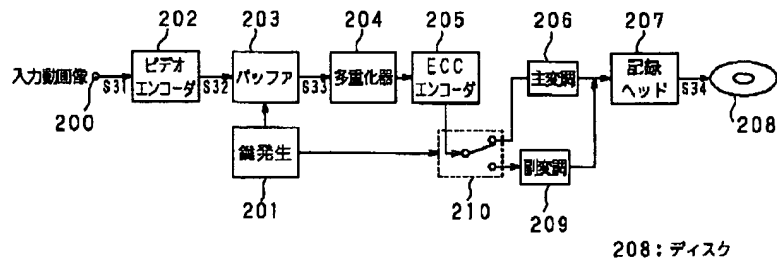 202 203 204 205 206 207
入力動画像
S31
ビデオ
エンコーダ
S32
バッファ
S33
多重化器
ECC
エンコーダ
主変調
記録
ヘッド
S34
200
208
鍵発生
201
210
副変調
209
208:ディスク